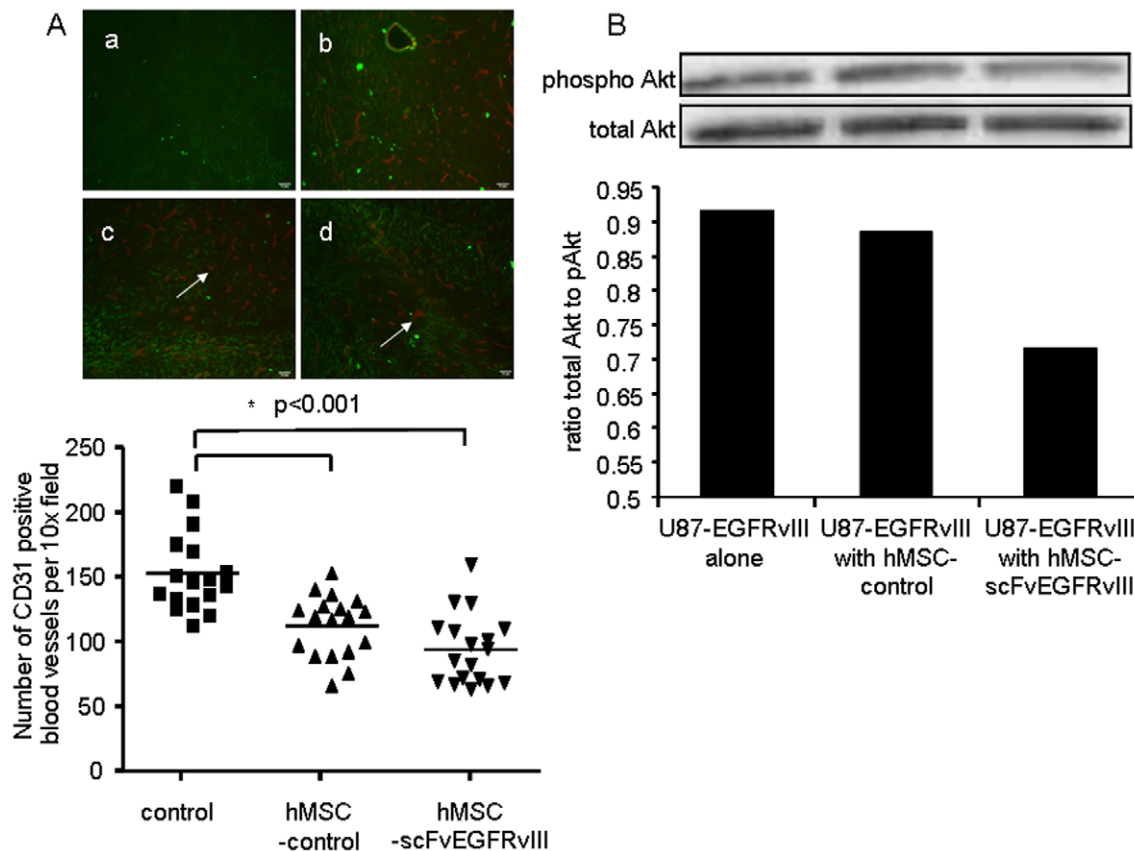 A
a
b
c
d
* p<0.001
Number of CD31 positive
blood vessels per 10x field
250
200
150
100
50
0
control
hMSC
-control
hMSC
-scFvEGFRvIII
B
phospho Akt
total Akt
ratio total Akt to pAkt
0.95
0.9
0.85
0.8
0.75
0.7
0.65
0.6
0.55
0.5
U87-EGFRvIII
alone
U87-EGFRvIII
with hMSC-
control
U87-EGFRvIII
with hMSC-
scFvEGFRvIII